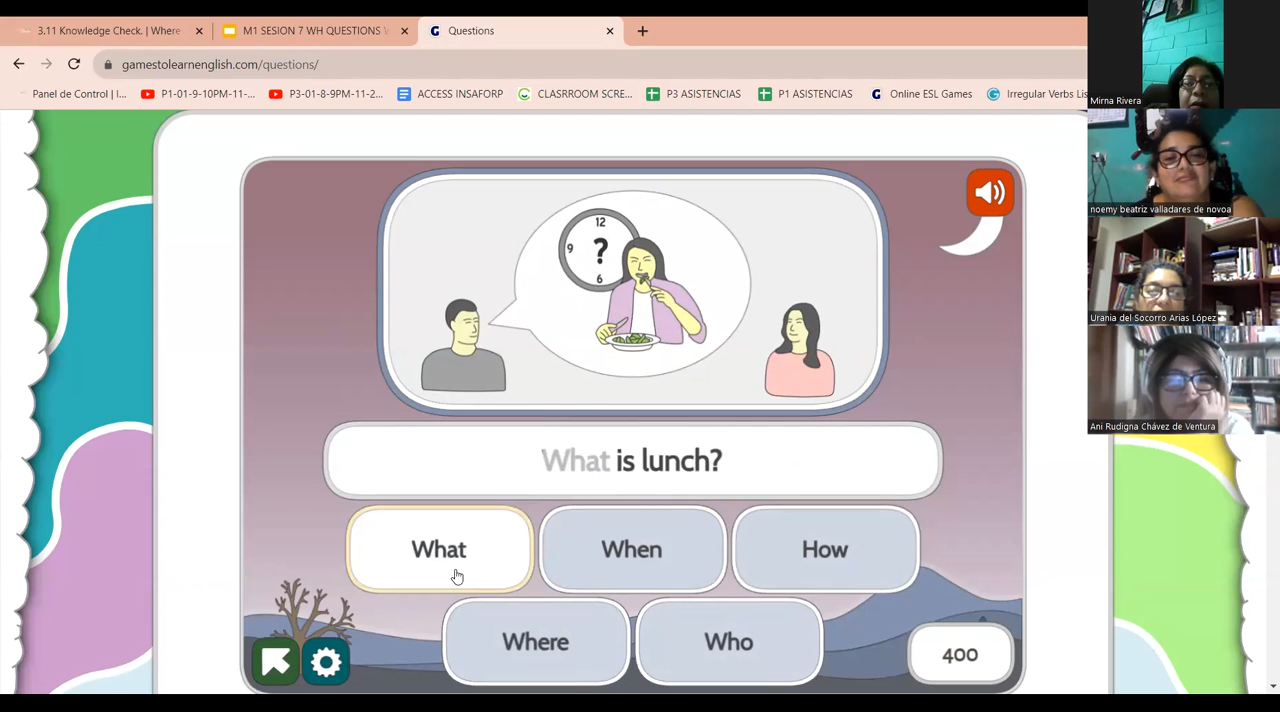 3.11 Knowledge Check. | Where
M1 SESION 7 WH QUESTIONS
Questions
gamestolearnenglish.com/questions/
Panel de Control | I...
P1-01-9-10PM-11-...
P3-01-8-9PM-11-2...
ACCESS INSAFORP
CLASRROOM SCRE...
P3 ASISTENCIAS
P1 ASISTENCIAS
Online ESL Games
Irregular Verbs Lis
Mirna Rivera
noemy beatriz valladares de novoa
Urania del Socorro Arias López
Ani Rudigna Chávez de Ventura
12
9 ?
6
What is lunch?
What
When
How
Where
Who
400